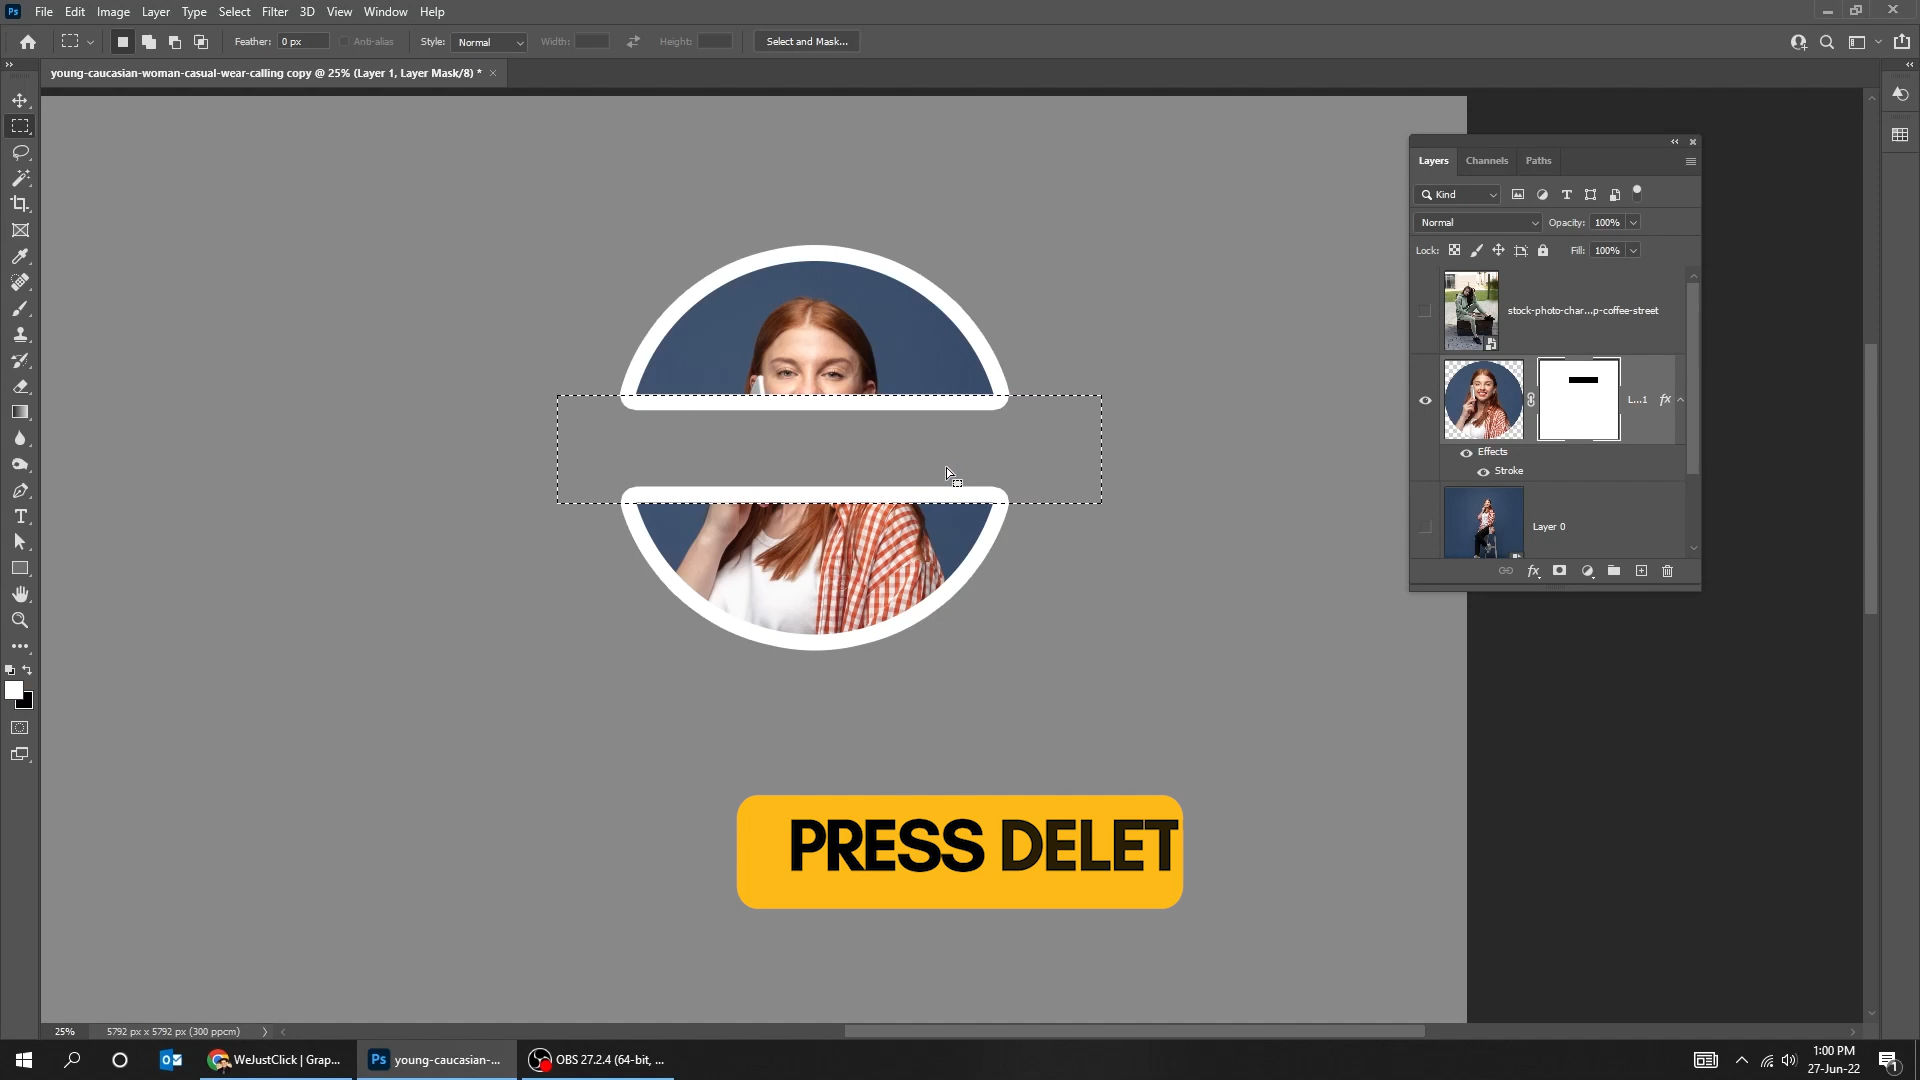 Ps File Edit Image Layer Type Select Filter 3D View Window Help
Feather: 0 px Anti-alias Style: Normal Width: Height: Select and Mask...
young-caucasian-woman-casual-wear-calling copy @ 25% (Layer 1, Layer Mask/8) * ×
Layers Channels Paths
Kind
Normal Opacity: 100%
Lock: Fill: 100%
stock-photo-char...p-coffee-street
L...1 fx
Effects
Stroke
Layer 0
fx
PRESS DELET
25% 5792 px x 5792 px (300 ppcm)
WeJustClick | Grap...
Ps young-caucasian-...
OBS 27.2.4 (64-bit, ...
1:00 PM
27-Jun-22
1